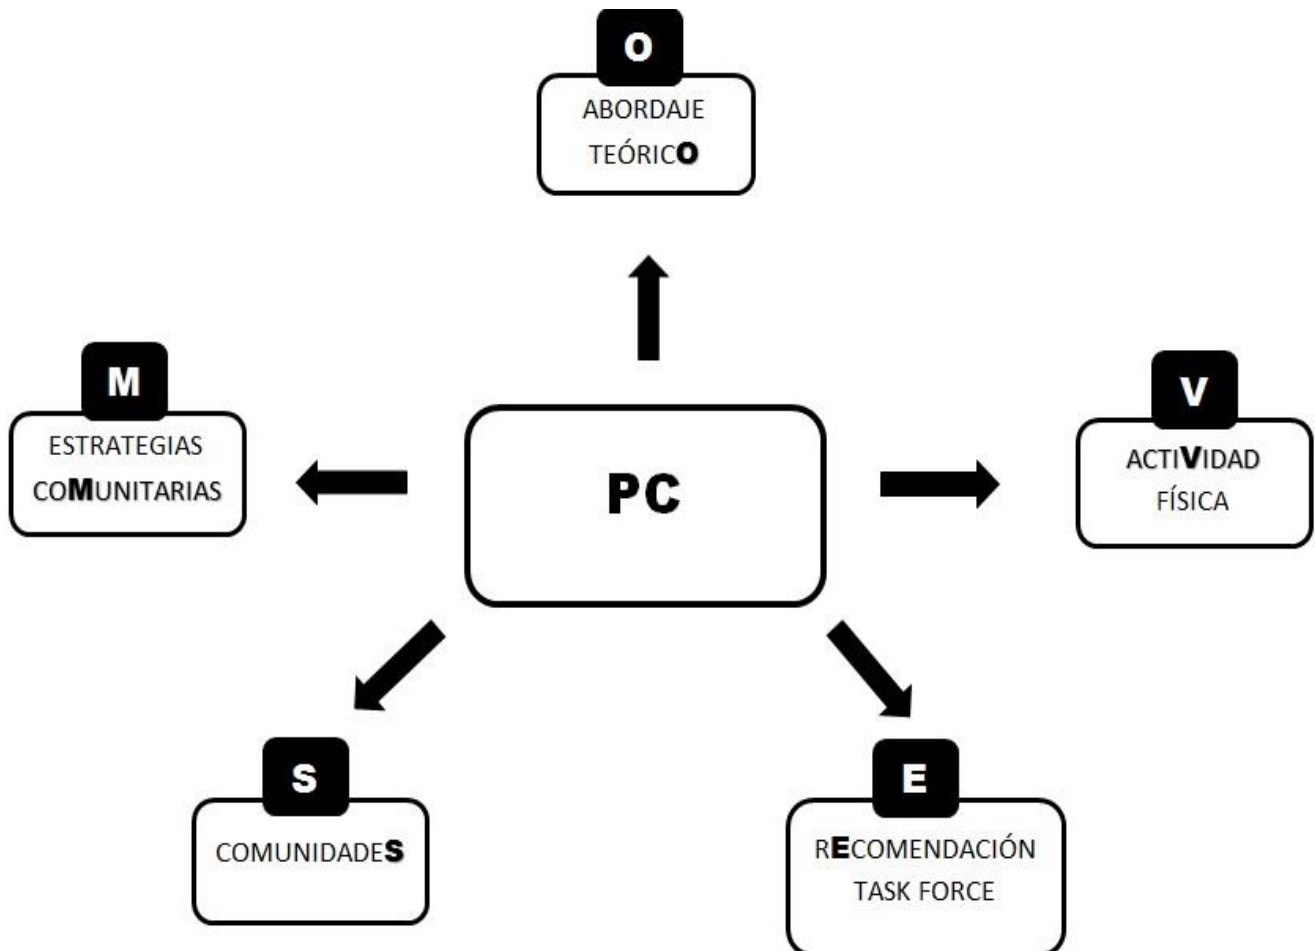 O
ABORDAJE
TEÓRICO
M
ESTRATEGIAS
COMUNITARIAS
PC
V
ACTIVIDAD
FÍSICA
S
COMUNIDADES
E
RECOMENDACIÓN
TASK FORCE